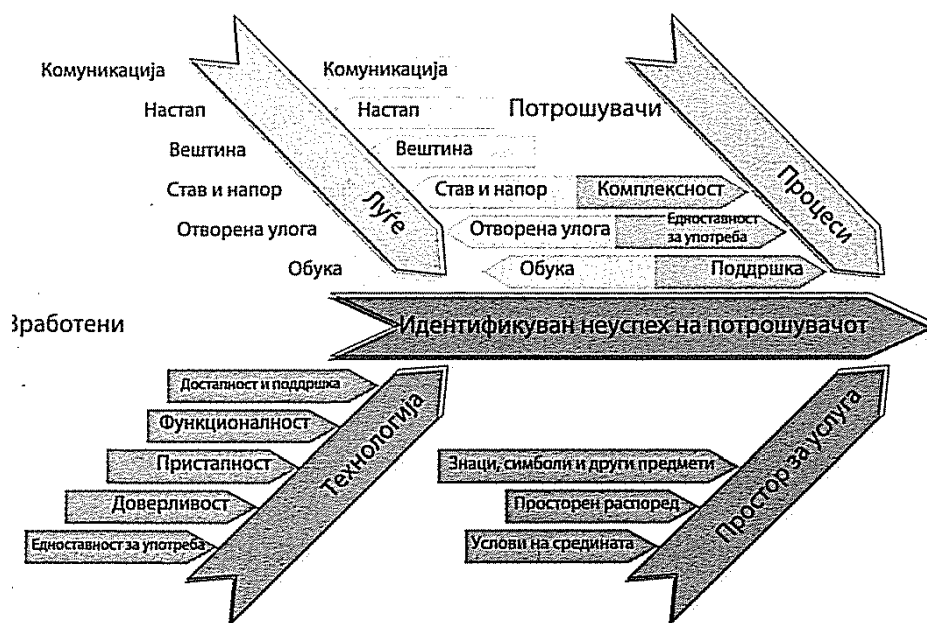 Комуникација
Комуникација
Настап
Настап
Потрошувачи
Вештина
Вештина
Став и напор
Став и напор
Комплексност
Отворена улога
Отворена улога
Едноставност
за употреба
Обука
Обука
Поддршка
Луѓе
Процеси
Зработени
Идентификуван неуспех на потрошувачот
Достапност и поддршка
Функционалност
Пристапност
Доверливост
Едноставност за употреба
Технологија
Знаци, симболи и други предмети
Просторен распоред
Услови на средината
Простор за услуга